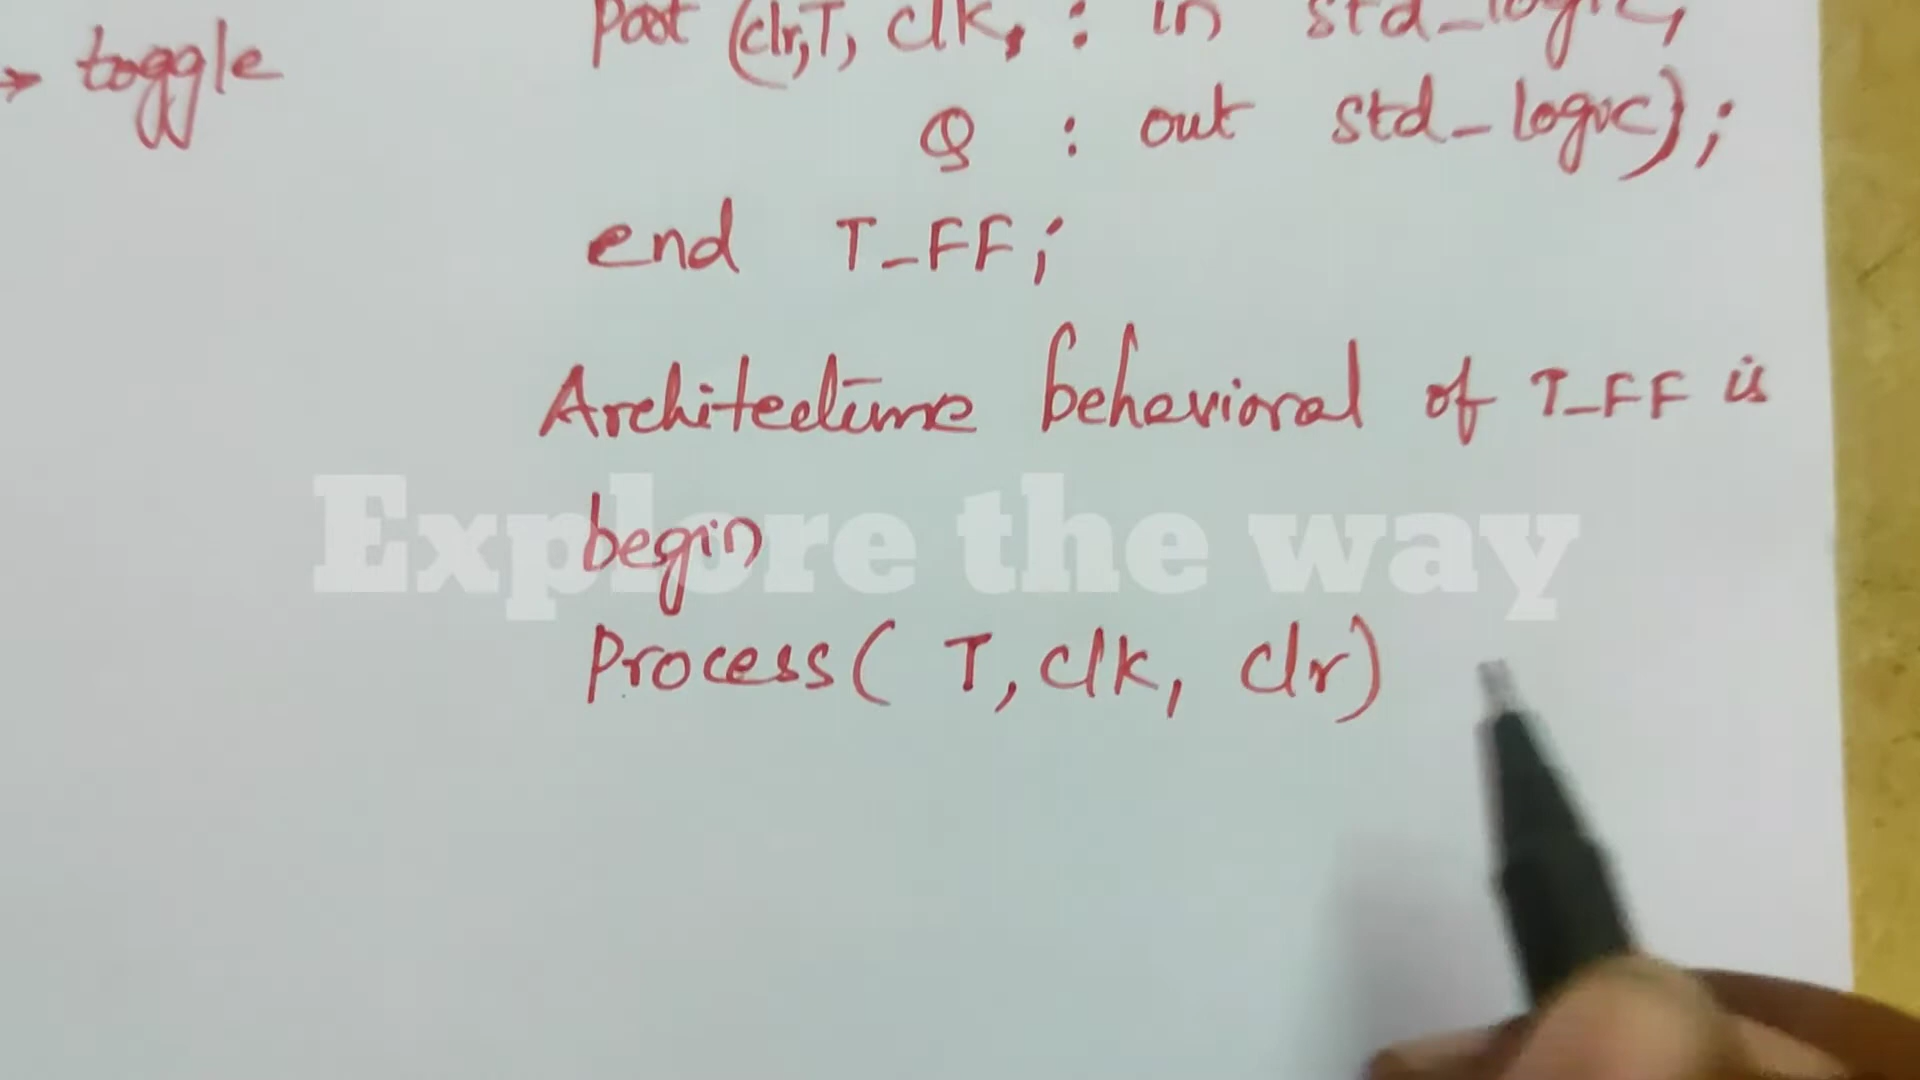 → toggle
Port (clr, T, clk, : in std_logic;
Q : out std_logic);
end T_FF;
Architecture behavioral of T_FF is
begin
Explore the way
Process( T, clk, clr)